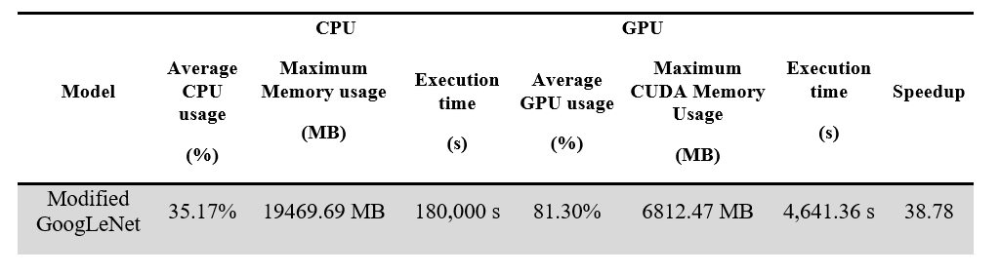 CPU GPU
Model
Average CPU usage (%)
Maximum Memory usage (MB)
Execution time (s)
Average GPU usage (%)
Maximum CUDA Memory Usage (MB)
Execution time (s)
Speedup
Modified GoogLeNet 35.17% 19469.69 MB 180,000 s 81.30% 6812.47 MB 4,641.36 s 38.78